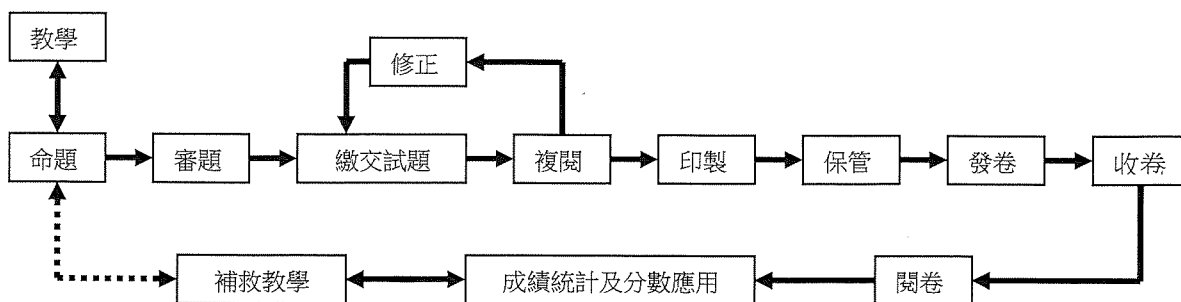 教學
修正
命題
審題
繳交試題
複閱
印製
保管
發卷
收卷
補救教學
成績統計及分數應用
閱卷